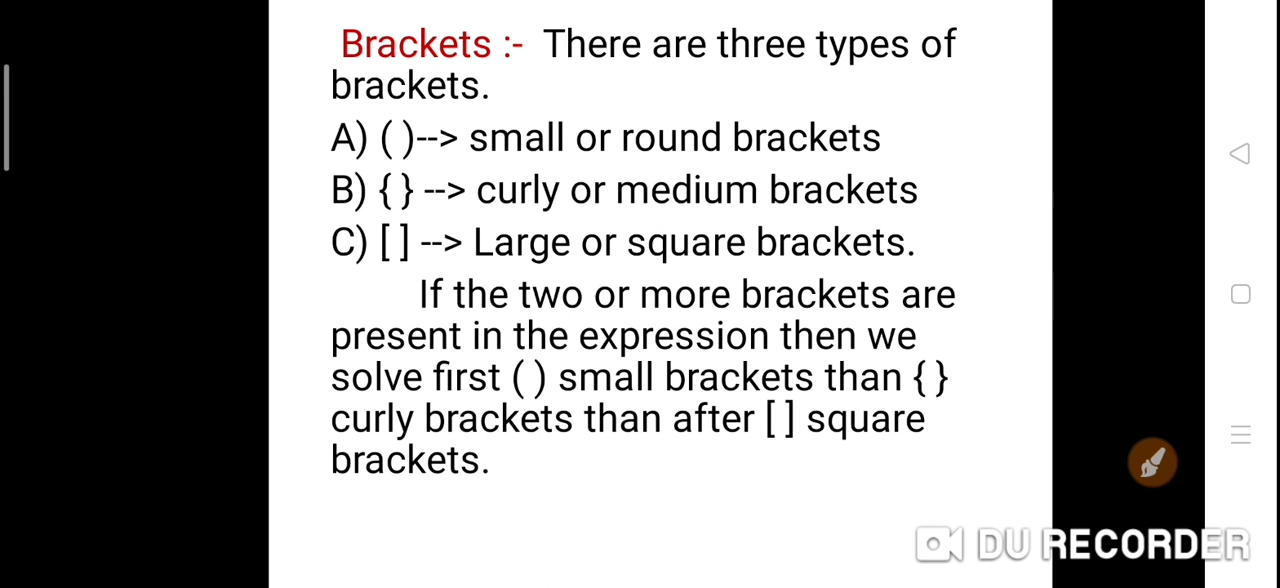 Brackets :- There are three types of
brackets.
A) ( )--> small or round brackets
B) { } --> curly or medium brackets
C) [ ] --> Large or square brackets.
If the two or more brackets are
present in the expression then we
solve first ( ) small brackets than { }
curly brackets than after [ ] square
brackets.
DU RECORDER